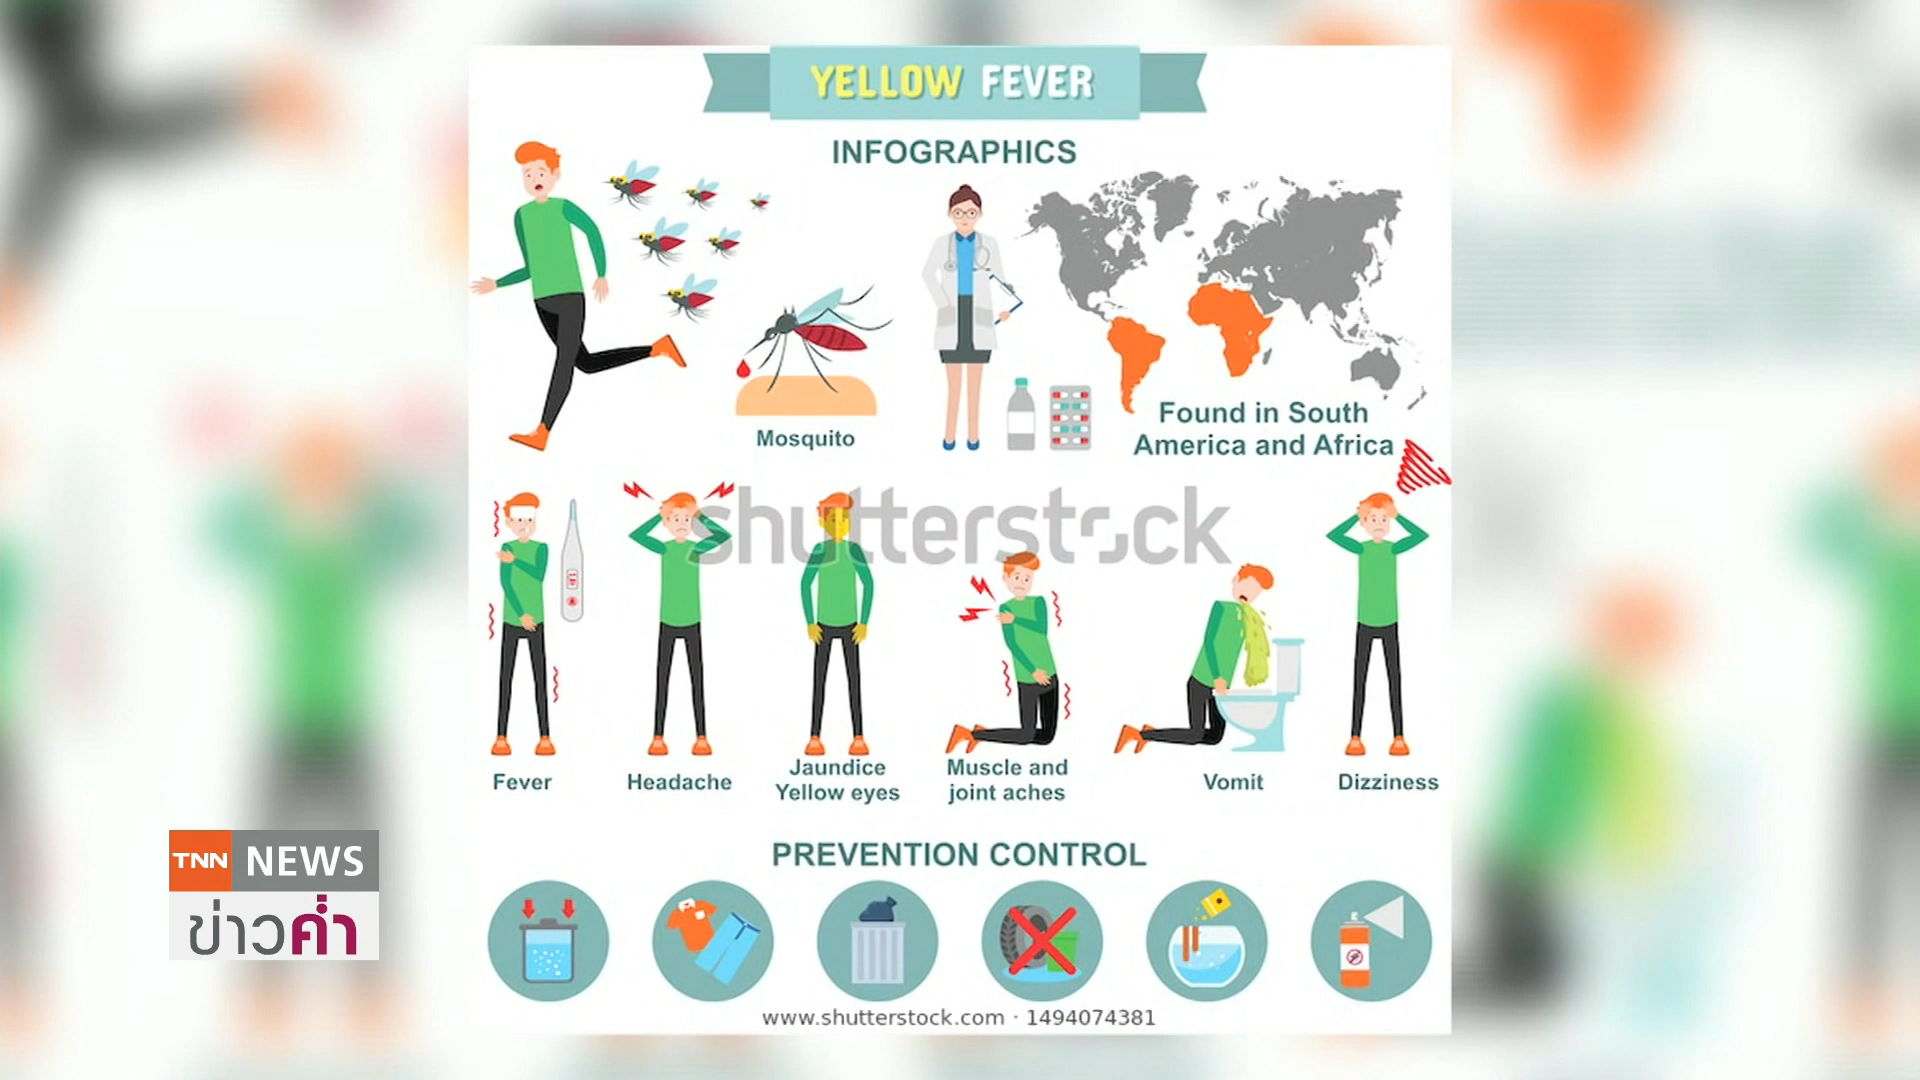 YELLOW FEVER
INFOGRAPHICS
Mosquito
Found in South
America and Africa
shutterstock
Fever
Headache
Jaundice
Yellow eyes
Muscle and
joint aches
Vomit
Dizziness
PREVENTION CONTROL
www.shutterstock.com · 1494074381
TNN NEWS
ข่าวค่ำ